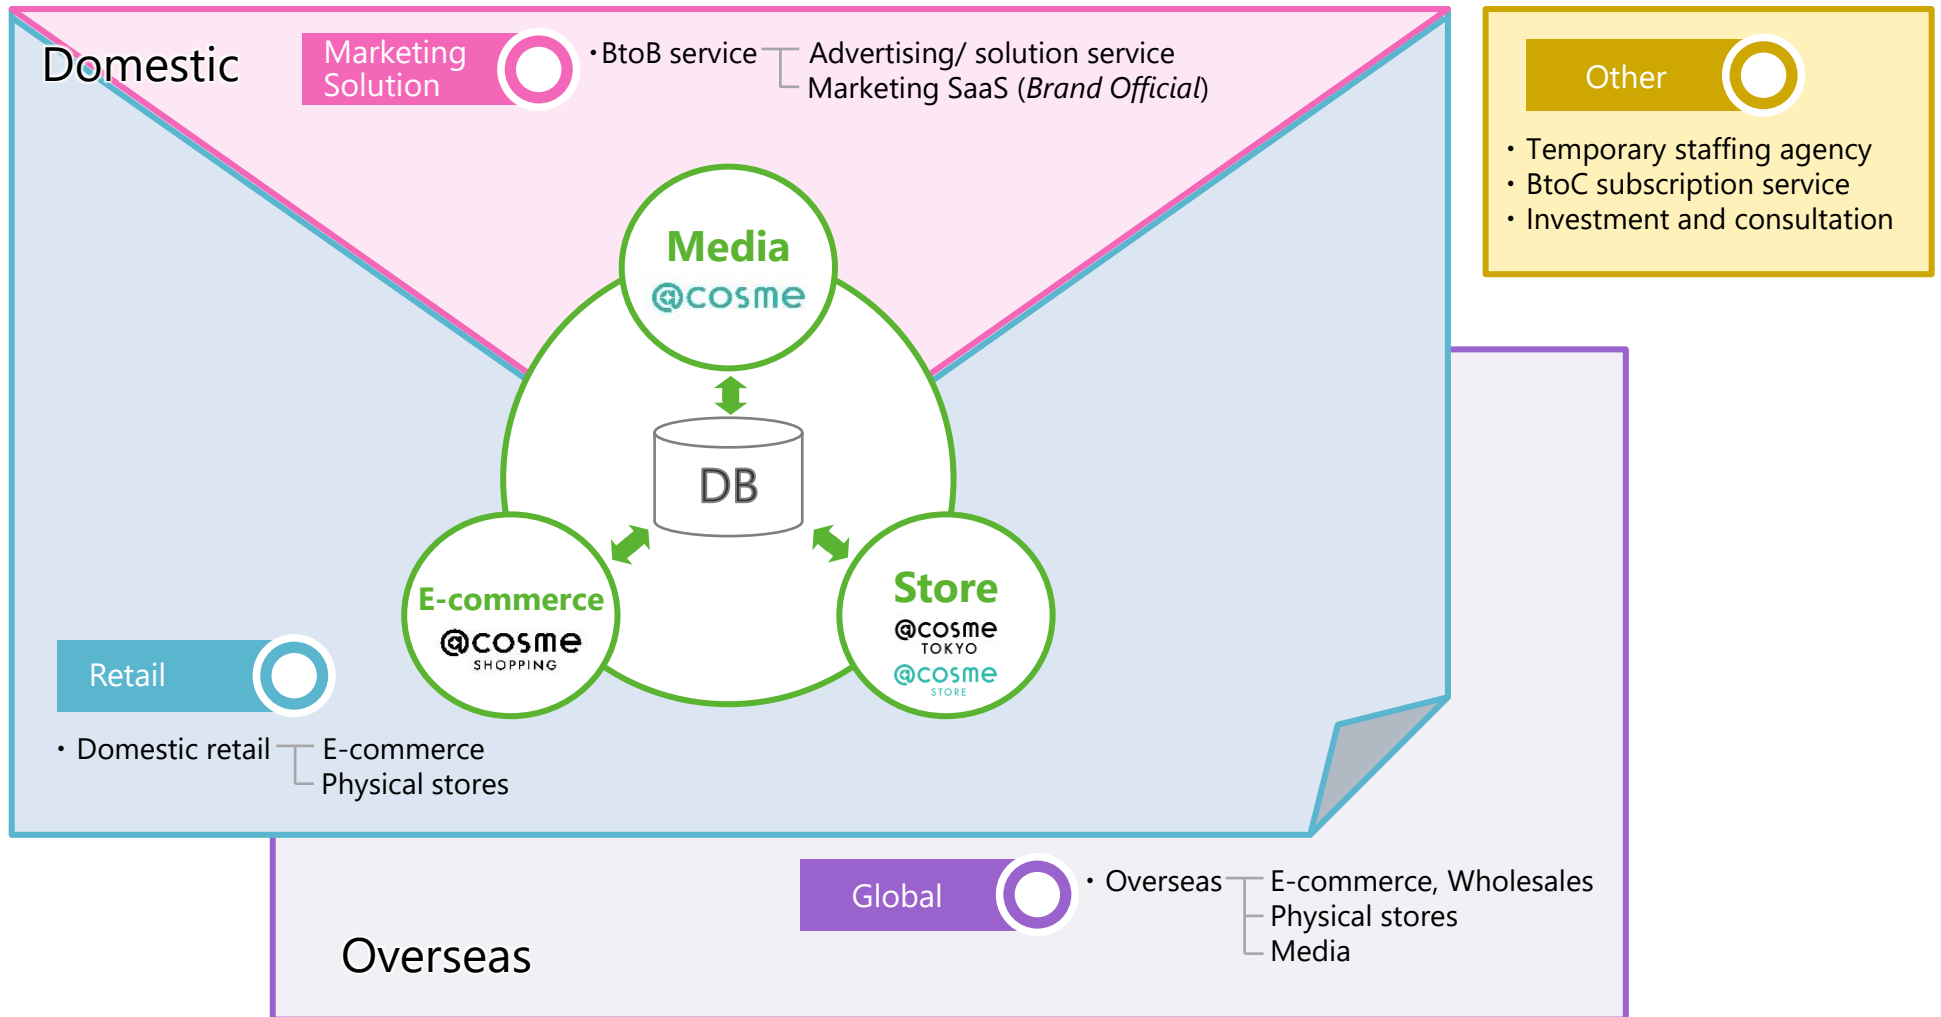 Domestic
Marketing
Solution
・BtoB service
Advertising/ solution service
Marketing SaaS (Brand Official)
Other
・Temporary staffing agency
・BtoC subscription service
・Investment and consultation
Media
@cosme
DB
E-commerce
@cosme
SHOPPING
Store
@cosme
TOKYO
@cosme
STORE
Retail
・Domestic retail
E-commerce
Physical stores
Global
・Overseas
E-commerce, Wholesales
Physical stores
Media
Overseas